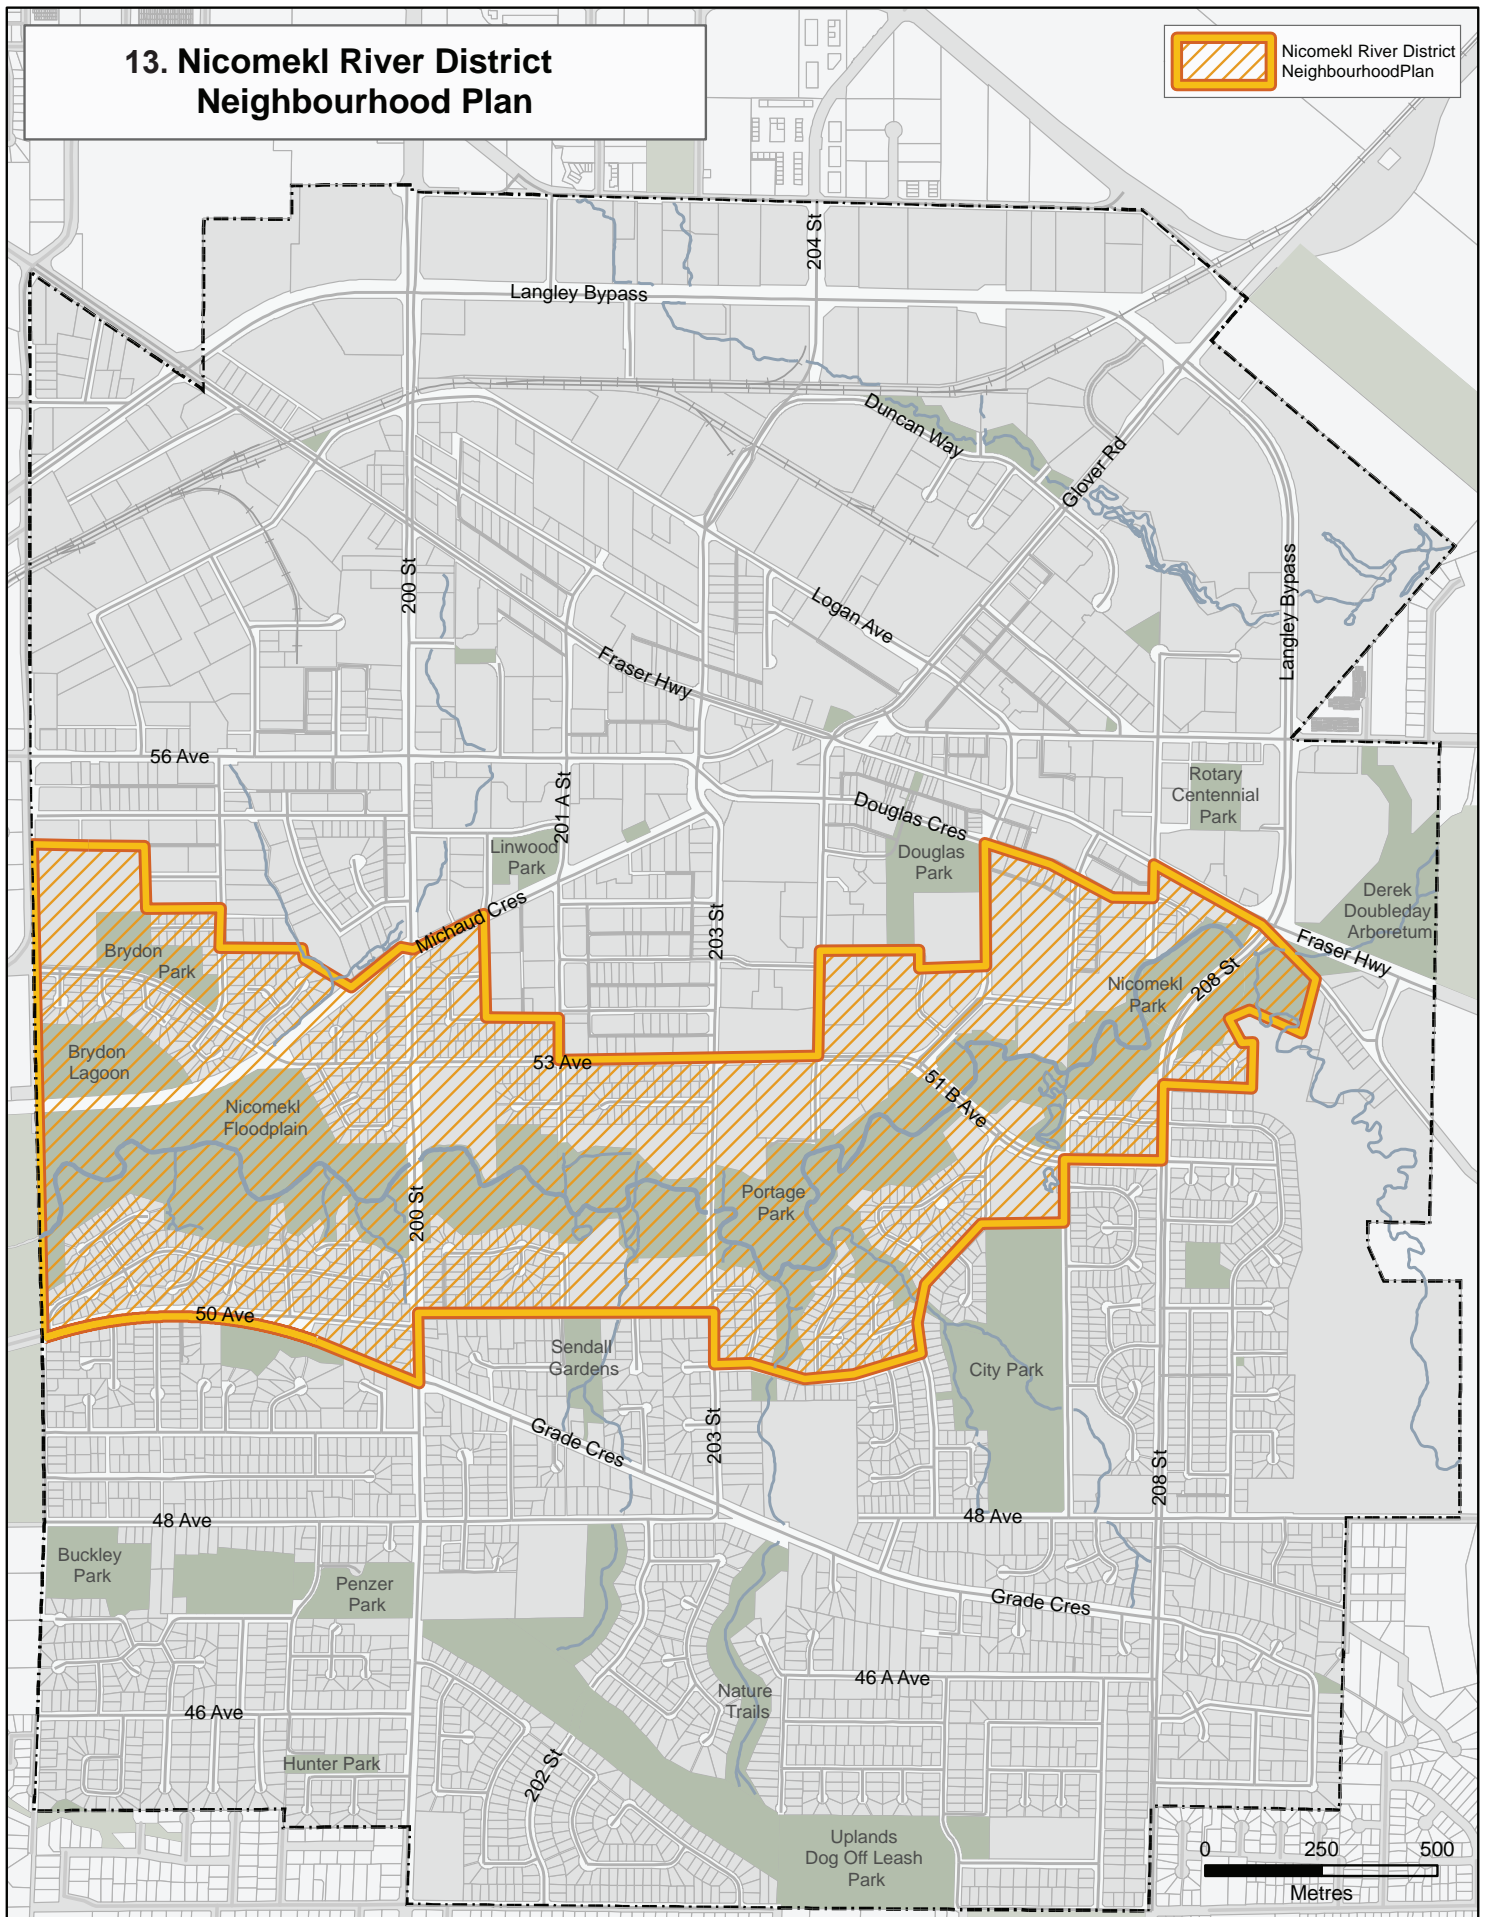 13. Nicomekl River District
Neighbourhood Plan
Nicomekl River District
NeighbourhoodPlan
204 St
Langley Bypass
Duncan Way
Glover Rd
200 St
Langley Bypass
Logan Ave
Fraser Hwy
56 Ave
201 A St
Rotary
Centennial
Park
Douglas Cres
Linwood
Park
Douglas
Park
Derek
Doubleday
Arboretum
Michaud Cres
203 St
Fraser Hwy
Brydon
Park
208 St
Nicomekl
Park
Brydon
Lagoon
53 Ave
51 B Ave
Nicomekl
Floodplain
Portage
Park
200 St
50 Ave
Sendall
Gardens
City Park
Grade Cres
203 St
208 St
48 Ave
48 Ave
Buckley
Park
Penzer
Park
Grade Cres
46 A Ave
Nature
Trails
46 Ave
Hunter Park
202 St
Uplands
Dog Off Leash
Park
0 250 500
Metres